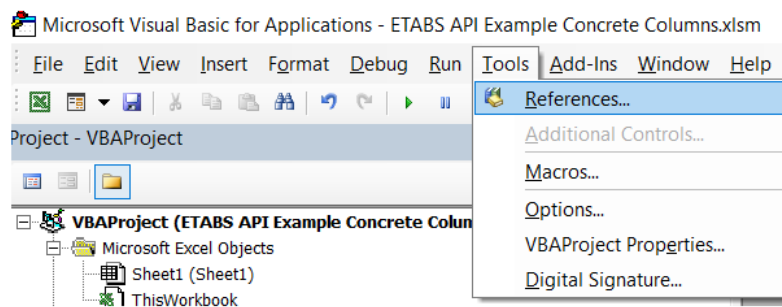 Microsoft Visual Basic for Applications - ETABS API Example Concrete Columns.xlsm
File Edit View Insert Format Debug Run Tools Add-Ins Window Help
References...
Project - VBAProject
Additional Controls...
Macros...
Options...
VBAProject (ETABS API Example Concrete Colun
VBAProject Properties...
Microsoft Excel Objects
Sheet1 (Sheet1)
Digital Signature...
ThisWorkbook